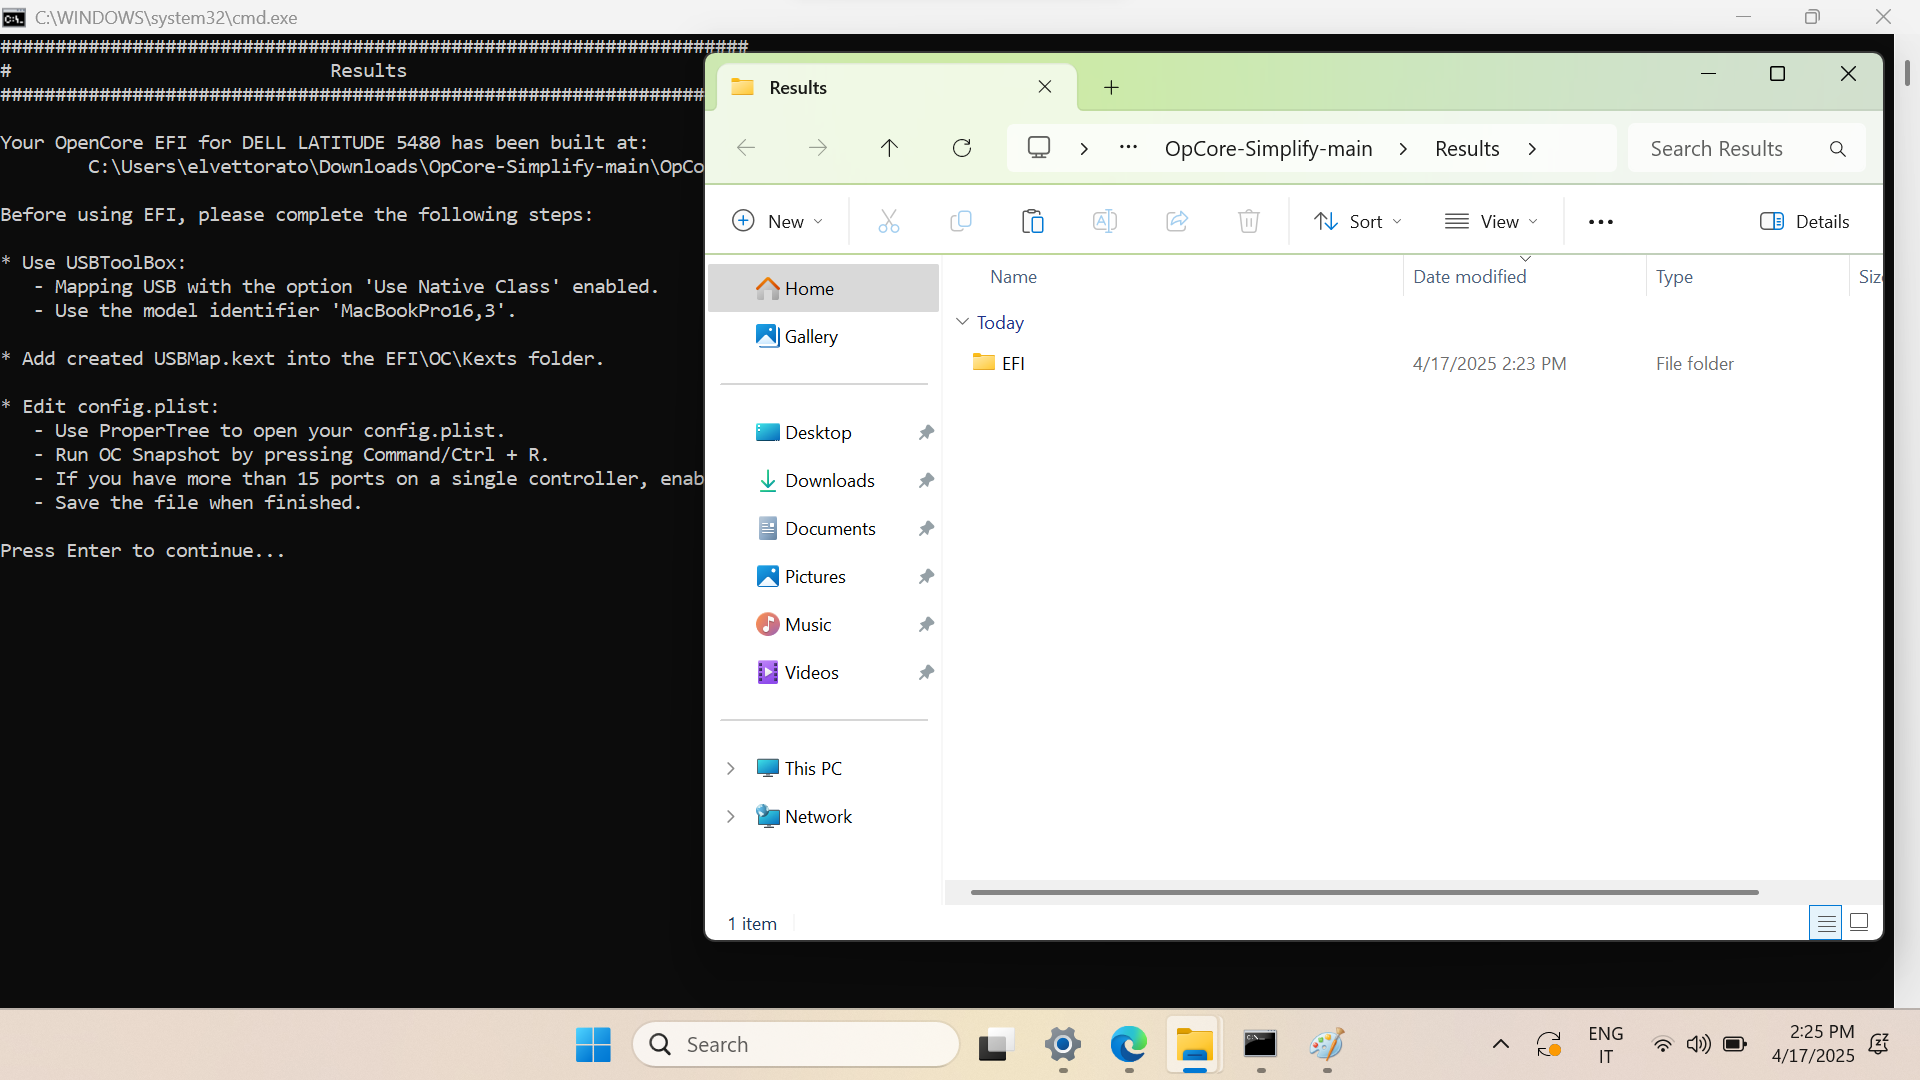 C:\WINDOWS\system32\cmd.exe
####################################################################
# Results
################################################################
Your OpenCore EFI for DELL LATITUDE 5480 has been built at:
C:\Users\elvettorato\Downloads\OpCore-Simplify-main\OpCo
Before using EFI, please complete the following steps:
* Use USBToolBox:
- Mapping USB with the option 'Use Native Class' enabled.
- Use the model identifier 'MacBookPro16,3'.
* Add created USBMap.kext into the EFI\OC\Kexts folder.
* Edit config.plist:
- Use ProperTree to open your config.plist.
- Run OC Snapshot by pressing Command/Ctrl + R.
- If you have more than 15 ports on a single controller, enab
- Save the file when finished.
Press Enter to continue...
Results
OpCore-Simplify-main > Results >
Search Results
New
Sort
View
Details
Home
Gallery
Desktop
Downloads
Documents
Pictures
Music
Videos
This PC
Network
Name Date modified Type Siz
Today
EFI 4/17/2025 2:23 PM File folder
1 item
Search
ENG
IT
2:25 PM
4/17/2025